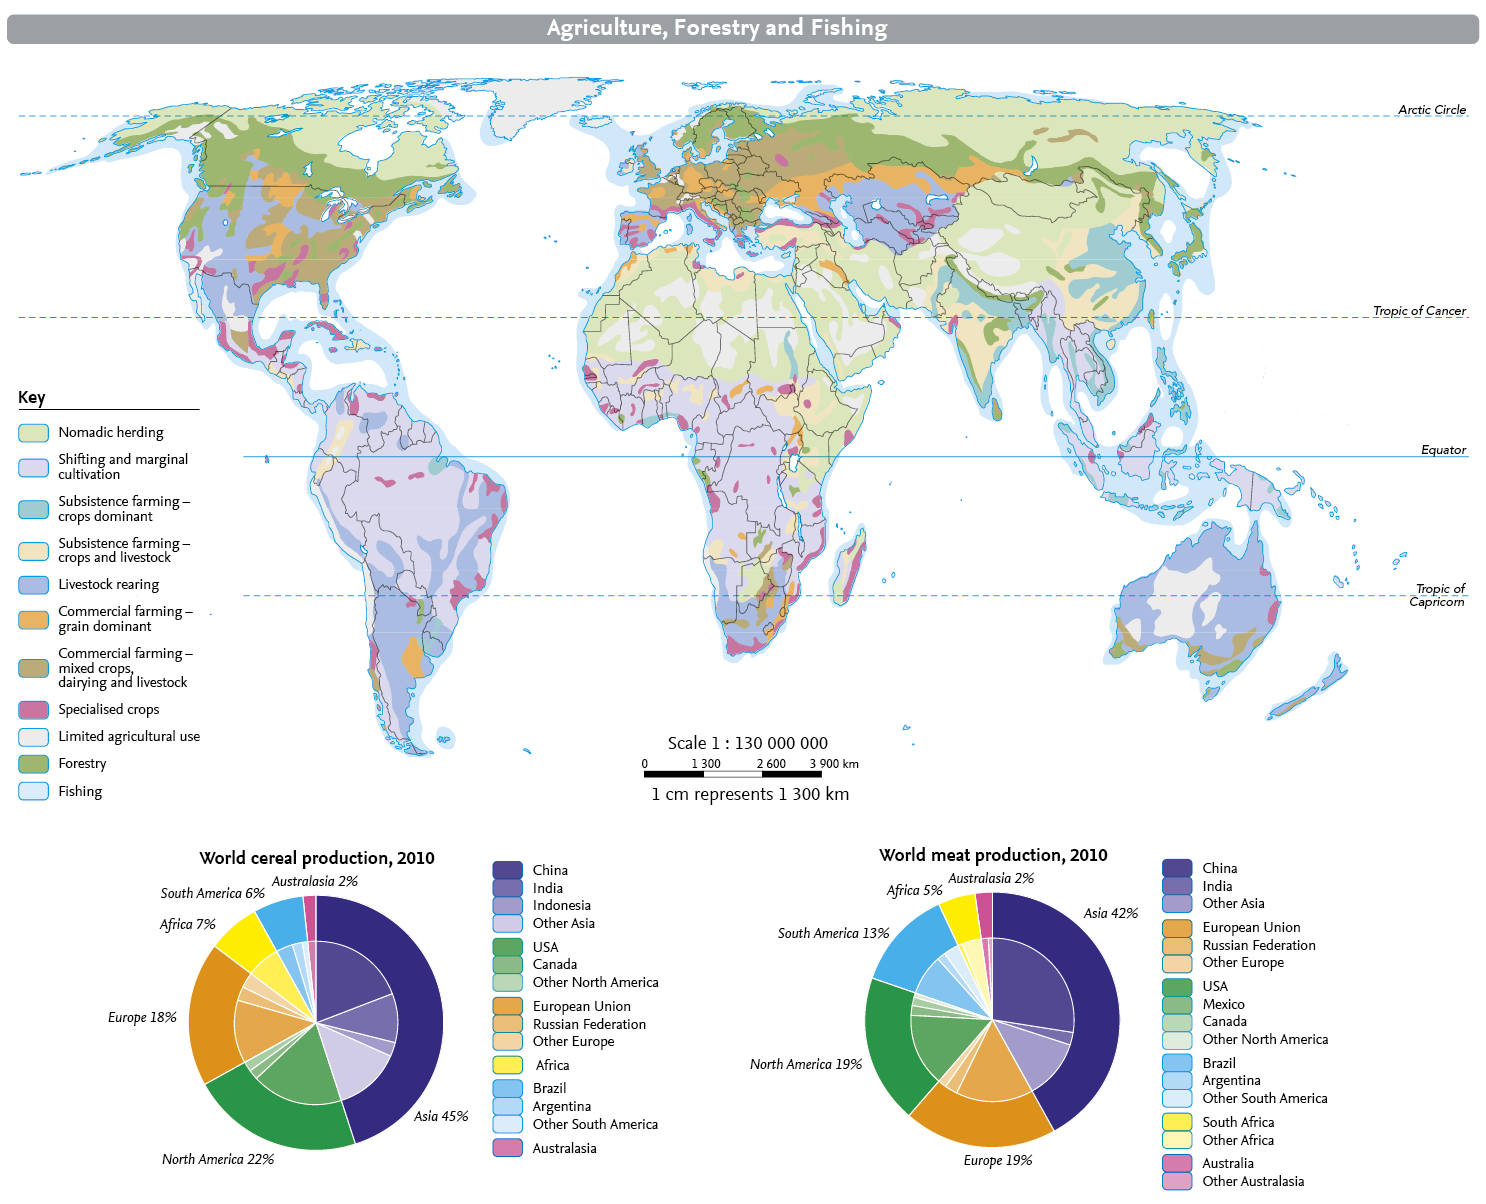 Agriculture, Forestry and Fishing
Arctic Circle
Tropic of Cancer
Equator
Tropic of
Capricorn
Key
Nomadic herding
Shifting and marginal
cultivation
Subsistence farming –
crops dominant
Subsistence farming –
crops and livestock
Livestock rearing
Commercial farming –
grain dominant
Commercial farming –
mixed crops,
dairying and livestock
Specialised crops
Limited agricultural use
Forestry
Fishing
Scale 1 : 130 000 000
0 1 300 2 600 3 900 km
1 cm represents 1 300 km
World cereal production, 2010
Australasia 2%
South America 6%
Africa 7%
Europe 18%
Asia 45%
North America 22%
China
India
Indonesia
Other Asia
USA
Canada
Other North America
European Union
Russian Federation
Other Europe
Africa
Brazil
Argentina
Other South America
Australasia
World meat production, 2010
Australasia 2%
Africa 5%
Asia 42%
South America 13%
North America 19%
Europe 19%
China
India
Other Asia
European Union
Russian Federation
Other Europe
USA
Mexico
Canada
Other North America
Brazil
Argentina
Other South America
South Africa
Other Africa
Australia
Other Australasia